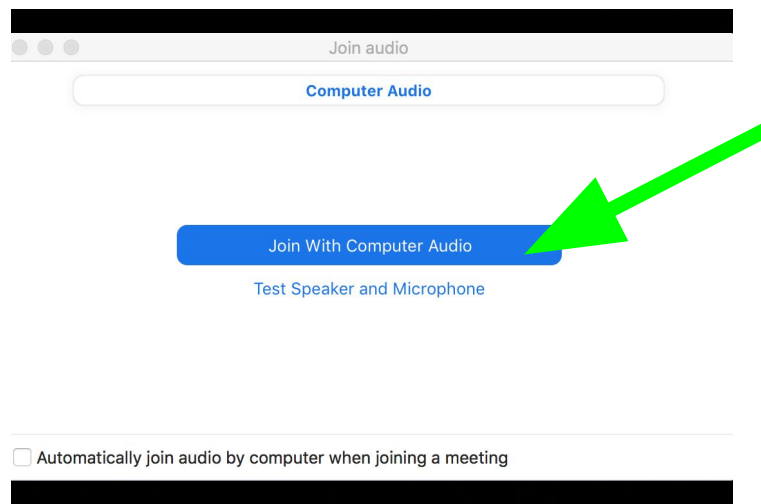 Join audio
Computer Audio
Join With Computer Audio
Test Speaker and Microphone
Automatically join audio by computer when joining a meeting